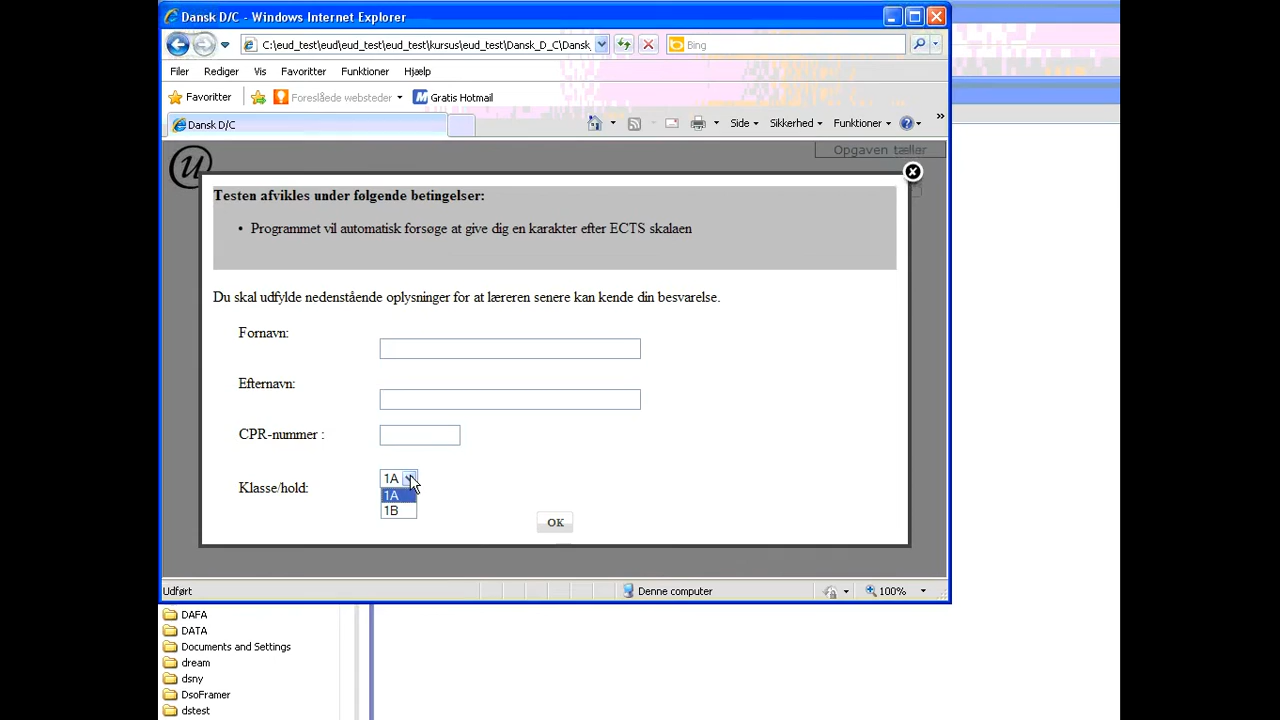 Dansk D/C - Windows Internet Explorer
C:\eud_test\eud\eud_test\eud_test\kursus\eud_test\Dansk_D_C\Dansk_
Bing
Filer Rediger Vis Favoritter Funktioner Hjælp
Favoritter Foreslåede websteder Gratis Hotmail
Dansk D/C
Side Sikkerhed Funktioner »
Opgaven tæller
u
Testen afvikles under følgende betingelser:
• Programmet vil automatisk forsøge at give dig en karakter efter ECTS skalaen
Du skal udfylde nedenstående oplysninger for at læreren senere kan kende din besvarelse.
Fornavn:
Efternavn:
CPR-nummer :
Klasse/hold:
1A
1A
1B
OK
Udført Denne computer 100%
DAFA
DATA
Documents and Settings
dream
dsny
DsoFramer
dstest